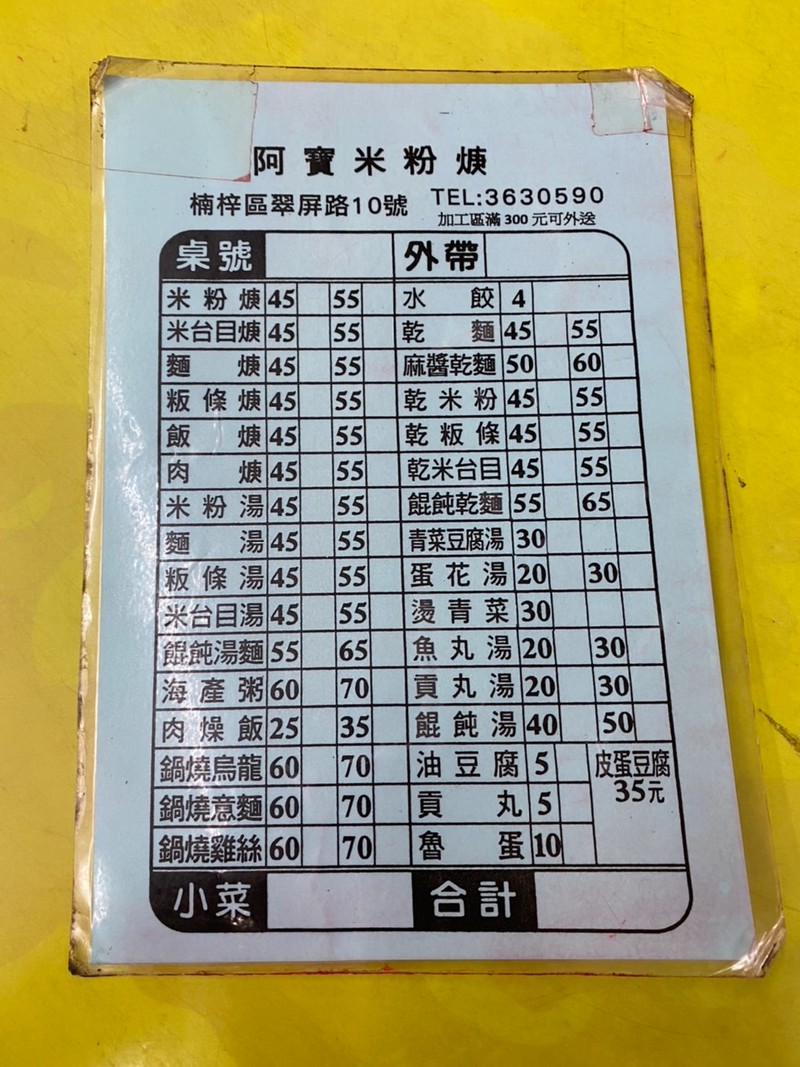 阿寶米粉焿
楠梓區翠屏路10號 TEL:3630590
加工區滿300元可外送
桌號 外帶
米粉焿 45 55 水餃 4
米台目焿 45 55 乾麵 45 55
麵焿 45 55 麻醬乾麵 50 60
粄條焿 45 55 乾米粉 45 55
飯焿 45 55 乾粄條 45 55
肉焿 45 55 乾米台目 45 55
米粉湯 45 55 餛飩乾麵 55 65
麵湯 45 55 青菜豆腐湯 30
粄條湯 45 55 蛋花湯 20 30
米台目湯 45 55 燙青菜 30
餛飩湯麵 55 65 魚丸湯 20 30
海產粥 60 70 貢丸湯 20 30
肉燥飯 25 35 餛飩湯 40 50
鍋燒烏龍 60 70 油豆腐 5 皮蛋豆腐
35元
鍋燒意麵 60 70 貢丸 5
鍋燒雞絲 60 70 魯蛋 10
小菜 合計